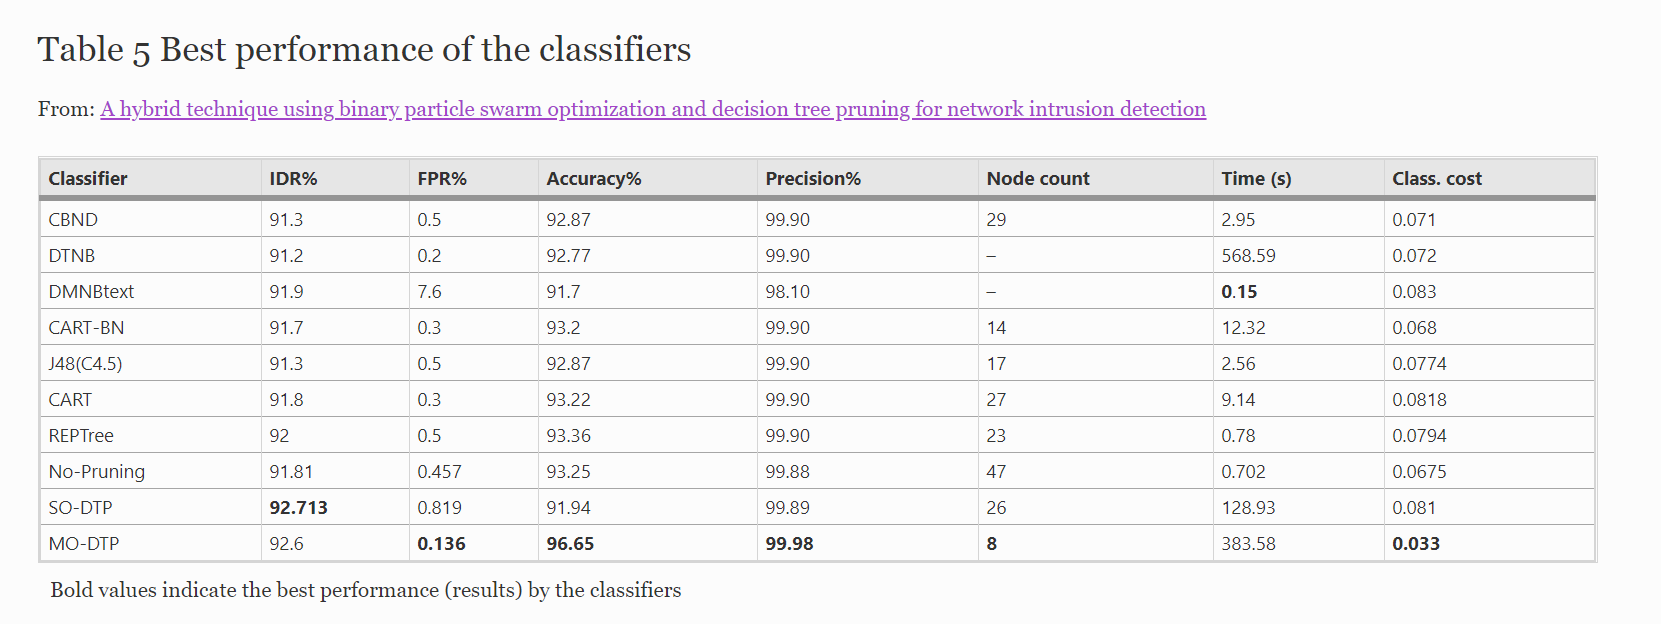 Table 5 Best performance of the classifiers
From: A hybrid technique using binary particle swarm optimization and decision tree pruning for network intrusion detection
Classifier IDR% FPR% Accuracy% Precision% Node count Time (s) Class. cost
CBND 91.3 0.5 92.87 99.90 29 2.95 0.071
DTNB 91.2 0.2 92.77 99.90 – 568.59 0.072
DMNBtext 91.9 7.6 91.7 98.10 – 0.15 0.083
CART-BN 91.7 0.3 93.2 99.90 14 12.32 0.068
J48(C4.5) 91.3 0.5 92.87 99.90 17 2.56 0.0774
CART 91.8 0.3 93.22 99.90 27 9.14 0.0818
REPTree 92 0.5 93.36 99.90 23 0.78 0.0794
No-Pruning 91.81 0.457 93.25 99.88 47 0.702 0.0675
SO-DTP 92.713 0.819 91.94 99.89 26 128.93 0.081
MO-DTP 92.6 0.136 96.65 99.98 8 383.58 0.033
Bold values indicate the best performance (results) by the classifiers